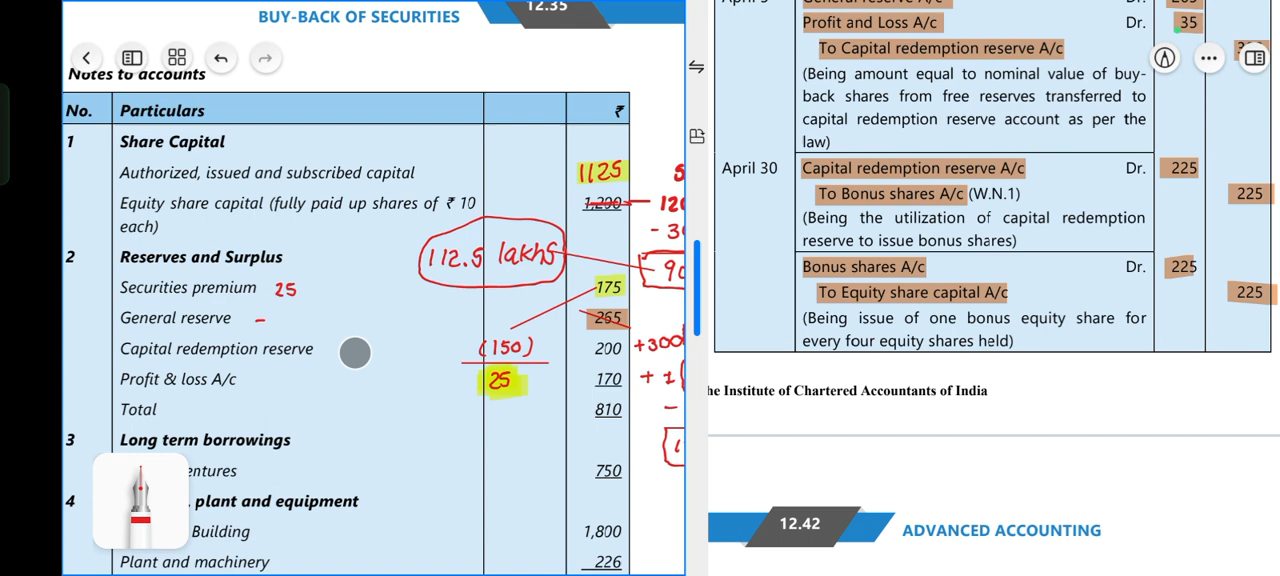 BUY-BACK OF SECURITIES
12.35
Notes to accounts
No. Particulars ₹
1 Share Capital
Authorized, issued and subscribed capital 1125
Equity share capital (fully paid up shares of ₹ 10 each) 1,200
2 Reserves and Surplus
112.5 lakhs
Securities premium 25 175
General reserve - 265
Capital redemption reserve (150) 200 +300
Profit & loss A/c 25 170
Total 810
3 Long term borrowings
750
4 plant and equipment
Building 1,800
Plant and machinery 226
Profit and Loss A/c Dr. 35
To Capital redemption reserve A/c
(Being amount equal to nominal value of buy-
back shares from free reserves transferred to
capital redemption reserve account as per the
law)
April 30 Capital redemption reserve A/c Dr. 225
To Bonus shares A/c (W.N.1) 225
(Being the utilization of capital redemption
reserve to issue bonus shares)
Bonus shares A/c Dr. 225
To Equity share capital A/c 225
(Being issue of one bonus equity share for
every four equity shares held)
Institute of Chartered Accountants of India
12.42
ADVANCED ACCOUNTING